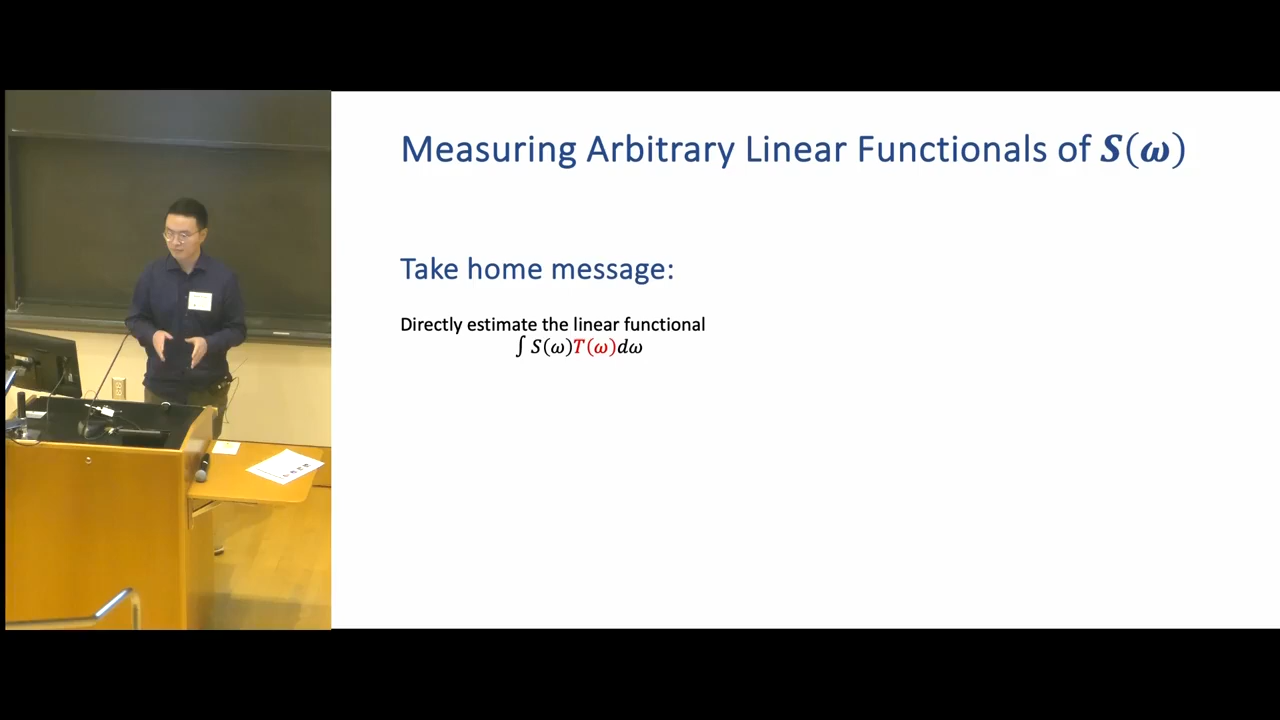 Measuring Arbitrary Linear Functionals of S(ω)
Take home message:
Directly estimate the linear functional
∫ S(ω)T(ω)dω